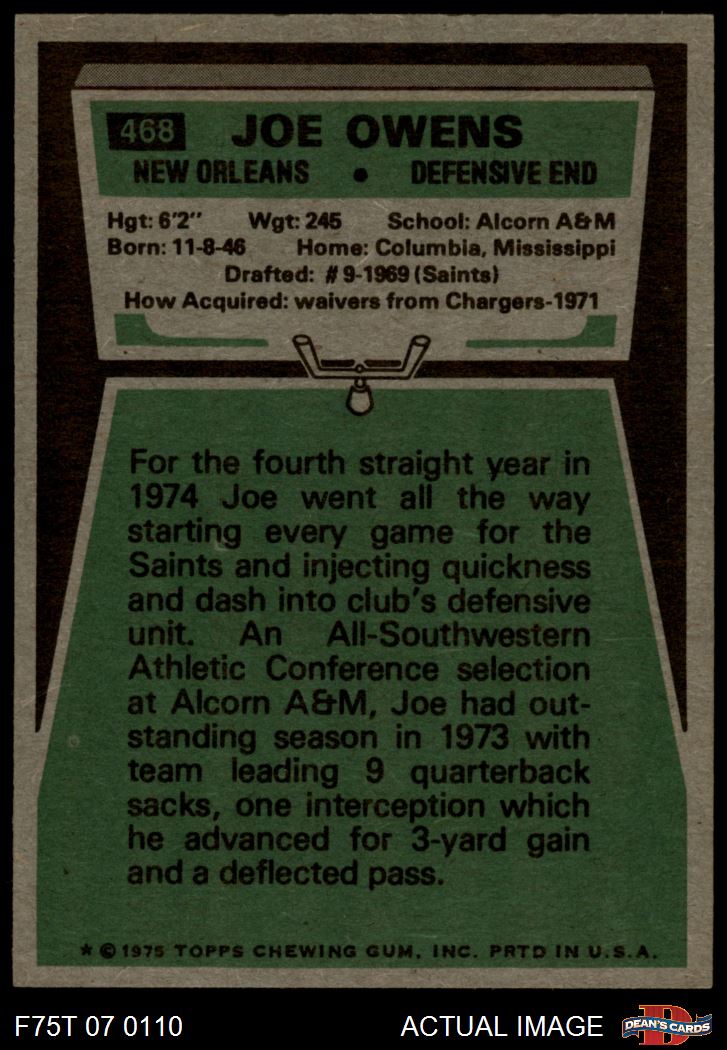 468 JOE OWENS
NEW ORLEANS • DEFENSIVE END
Hgt: 6'2" Wgt: 245 School: Alcorn A&M
Born: 11-8-46 Home: Columbia, Mississippi
Drafted: #9-1969 (Saints)
How Acquired: waivers from Chargers-1971
For the fourth straight year in
1974 Joe went all the way
starting every game for the
Saints and injecting quickness
and dash into club's defensive
unit. An All-Southwestern
Athletic Conference selection
at Alcorn A&M, Joe had out-
standing season in 1973 with
team leading 9 quarterback
sacks, one interception which
he advanced for 3-yard gain
and a deflected pass.
* © 1975 TOPPS CHEWING GUM, INC. PRTD IN U.S.A.
F75T 07 0110 ACTUAL IMAGE D DEAN'S CARDS